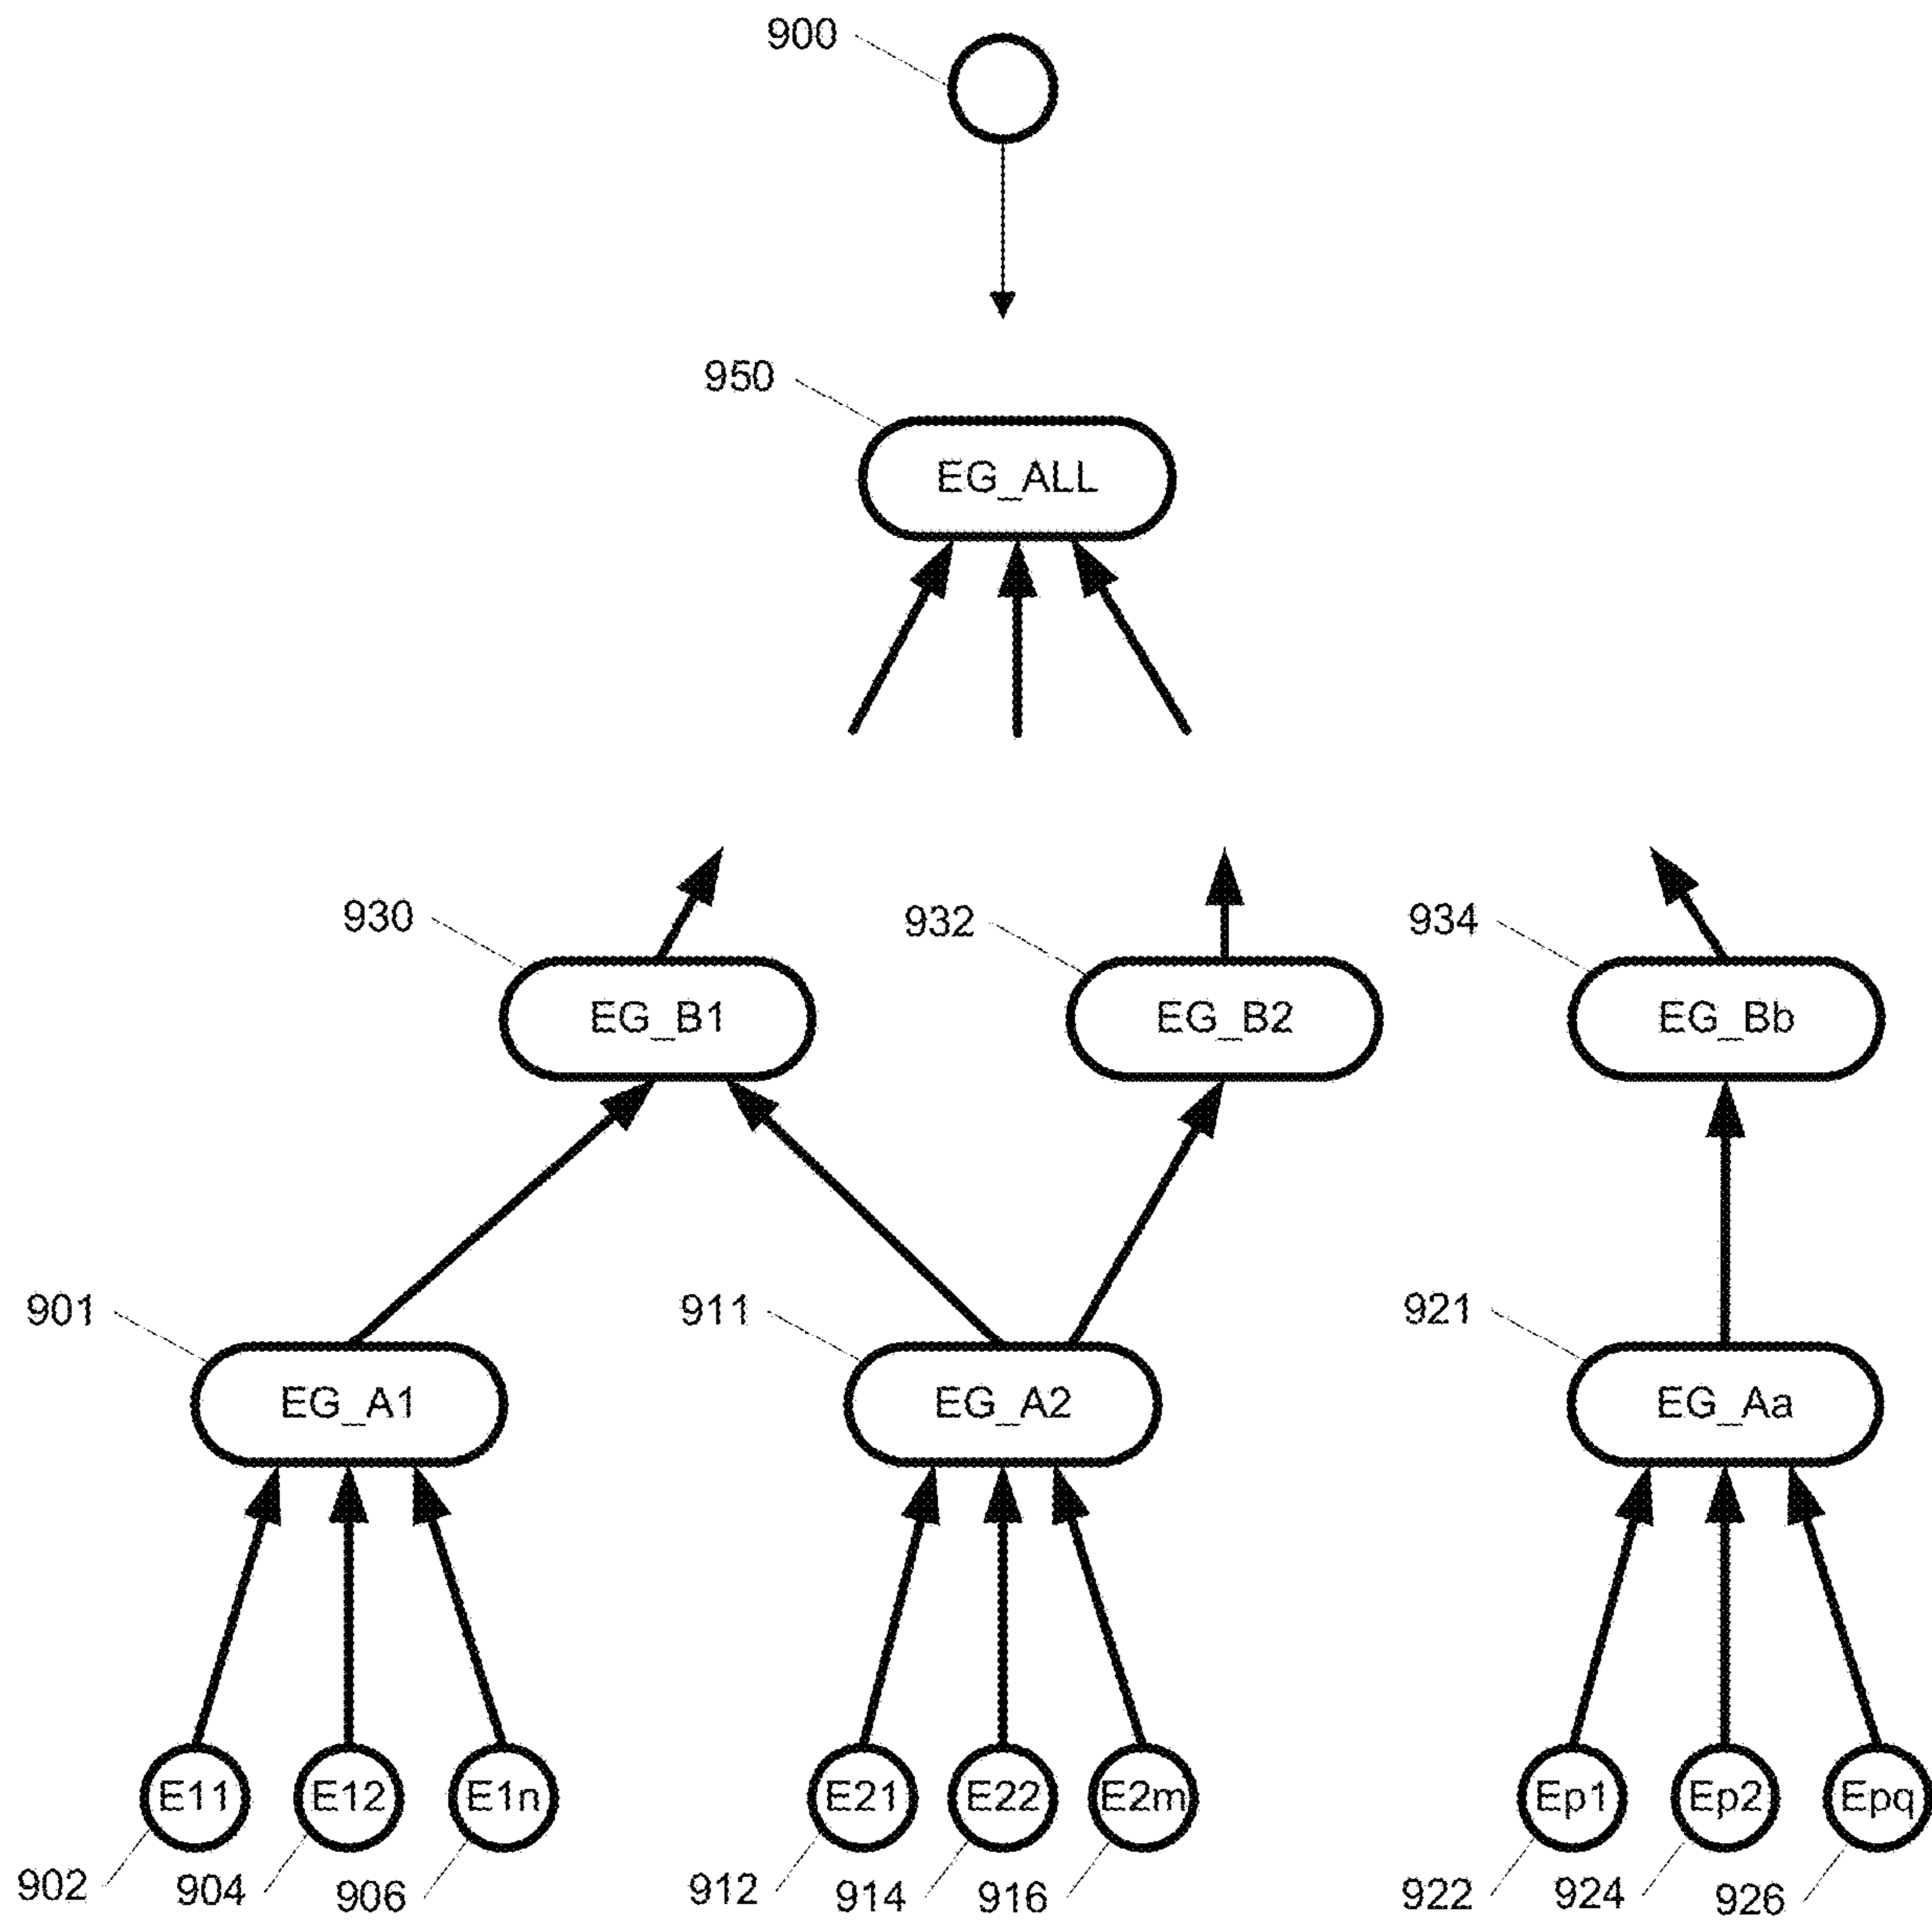 900
950
EG_ALL
930
932
934
EG_B1
EG_B2
EG_Bb
901
911
921
EG_A1
EG_A2
EG_Aa
E11
E12
E1n
E21
E22
E2m
Ep1
Ep2
Epq
902
904
906
912
914
916
922
924
926